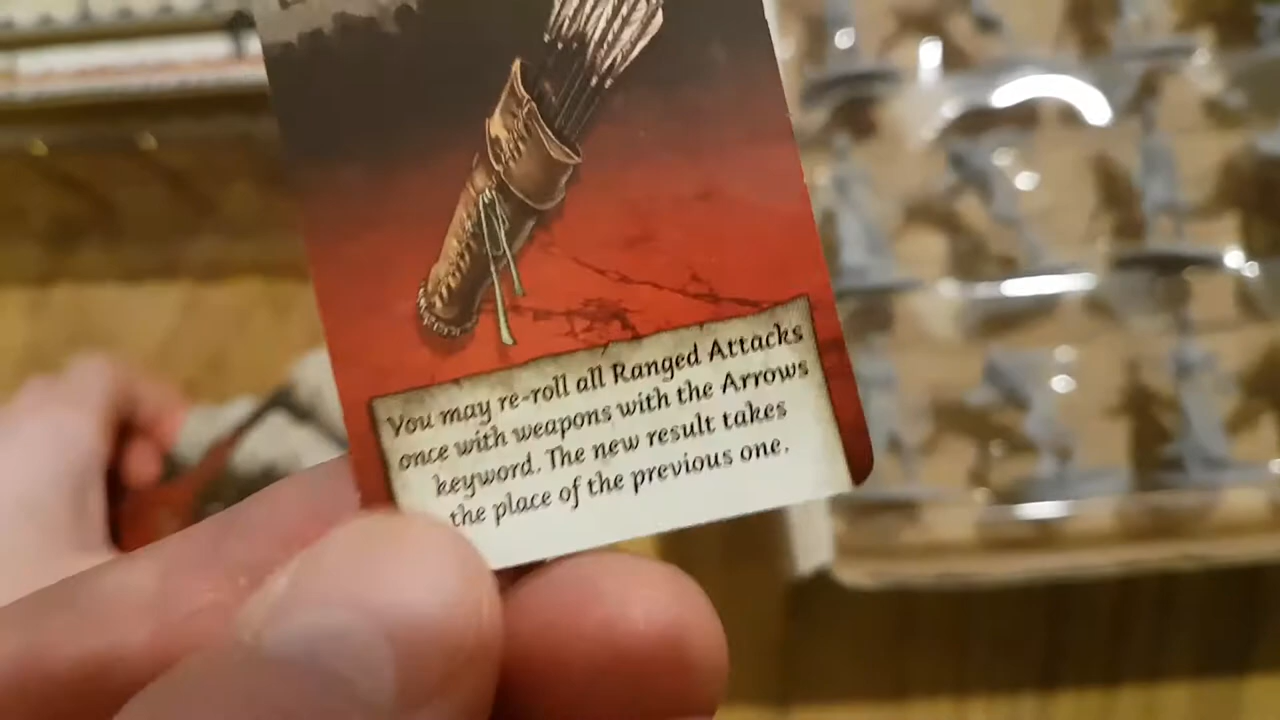 You may re-roll all Ranged Attacks
once with weapons with the Arrows
keyword. The new result takes
the place of the previous one.